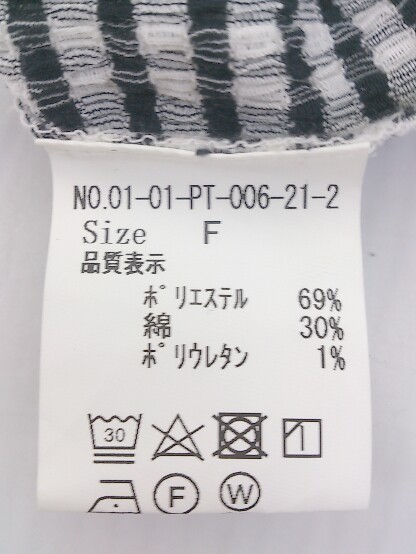 NO.01-01-PT-006-21-2
Size F
品質表示
ポリエステル 69%
綿 30%
ポリウレタン 1%
30
F W